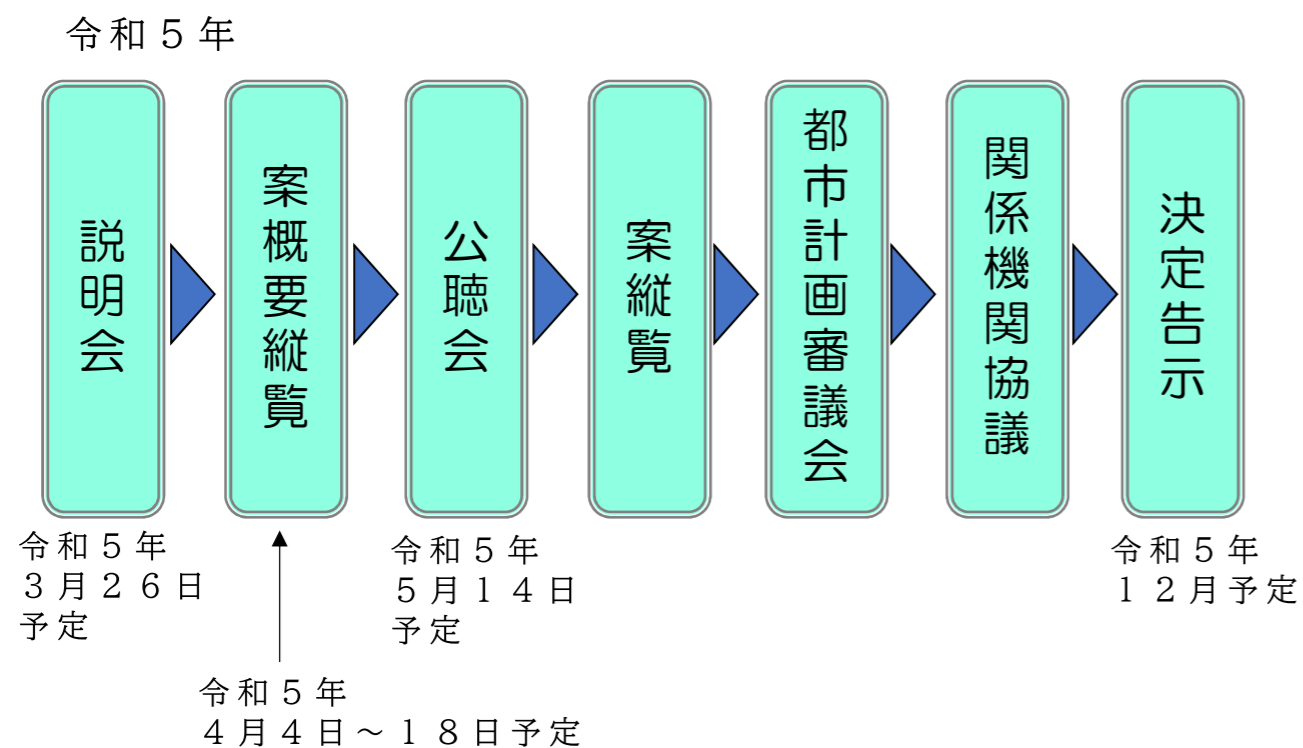 令和５年
説明会
案概要縦覧
公聴会
案縦覧
都市計画審議会
関係機関協議
決定告示
令和５年
３月２６日
予定
令和５年
４月４日～１８日予定
令和５年
５月１４日
予定
令和５年
１２月予定